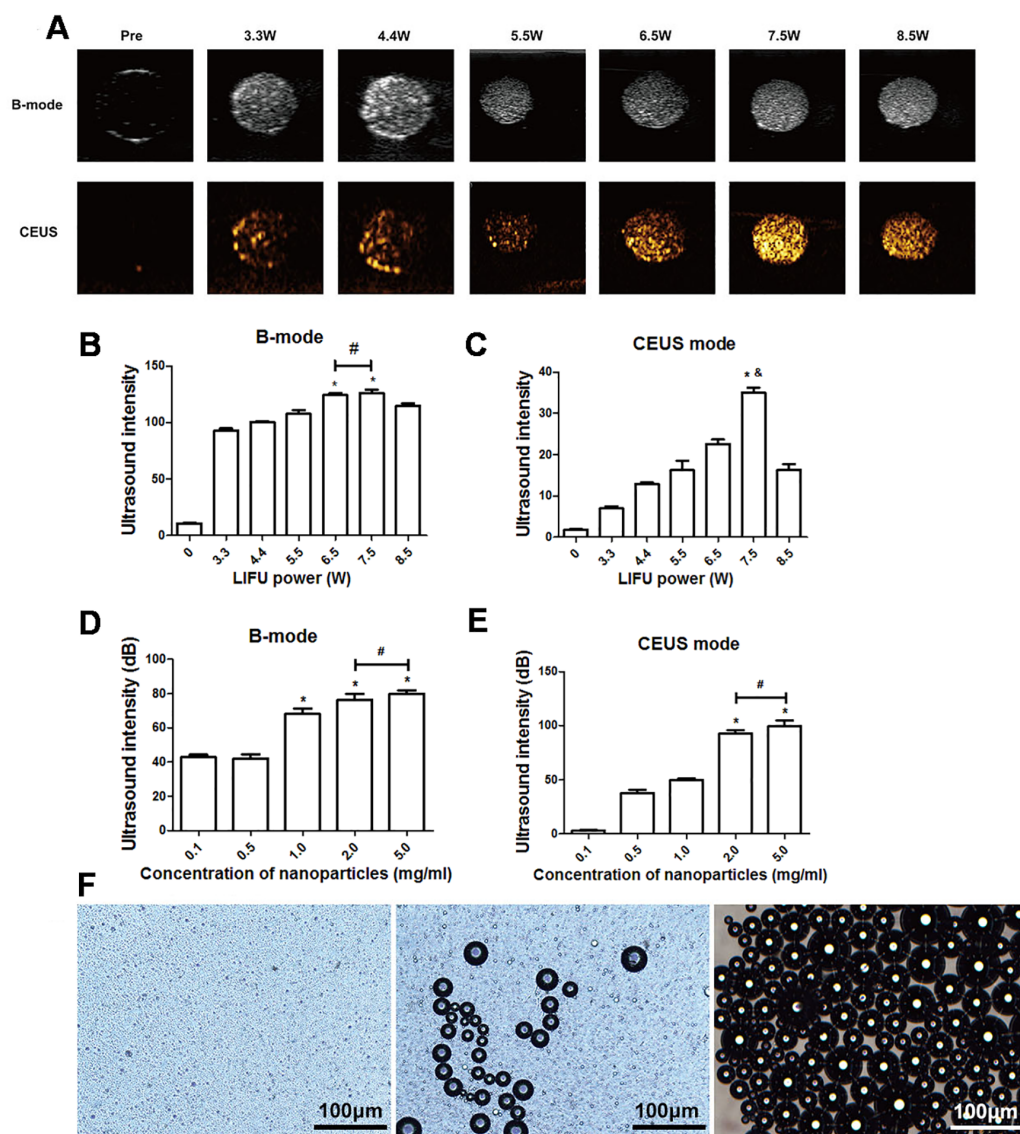 A
Pre 3.3W 4.4W 5.5W 6.5W 7.5W 8.5W
B-mode
CEUS
B
B-mode
#
* *
Ultrasound intensity
150
100
50
0
0 3.3 4.4 5.5 6.5 7.5 8.5
LIFU power (W)
C
CEUS mode
* &
Ultrasound intensity
40
30
20
10
0
0 3.3 4.4 5.5 6.5 7.5 8.5
LIFU power (W)
D
B-mode
#
* * *
Ultrasound intensity (dB)
100
80
60
40
20
0
0.1 0.5 1.0 2.0 5.0
Concentration of nanoparticles (mg/ml)
E
CEUS mode
#
* *
Ultrasound intensity (dB)
150
100
50
0
0.1 0.5 1.0 2.0 5.0
Concentration of nanoparticles (mg/ml)
F
100μm 100μm 100μm